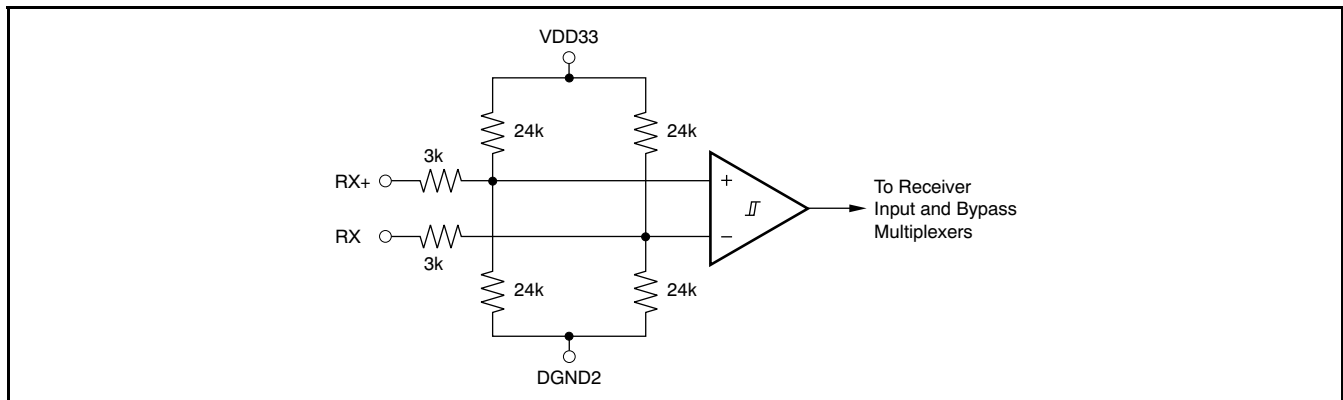 VDD33
24k
24k
3k
RX+
+
To Receiver
Input and Bypass
Multiplexers
RX
−
3k
24k
24k
DGND2